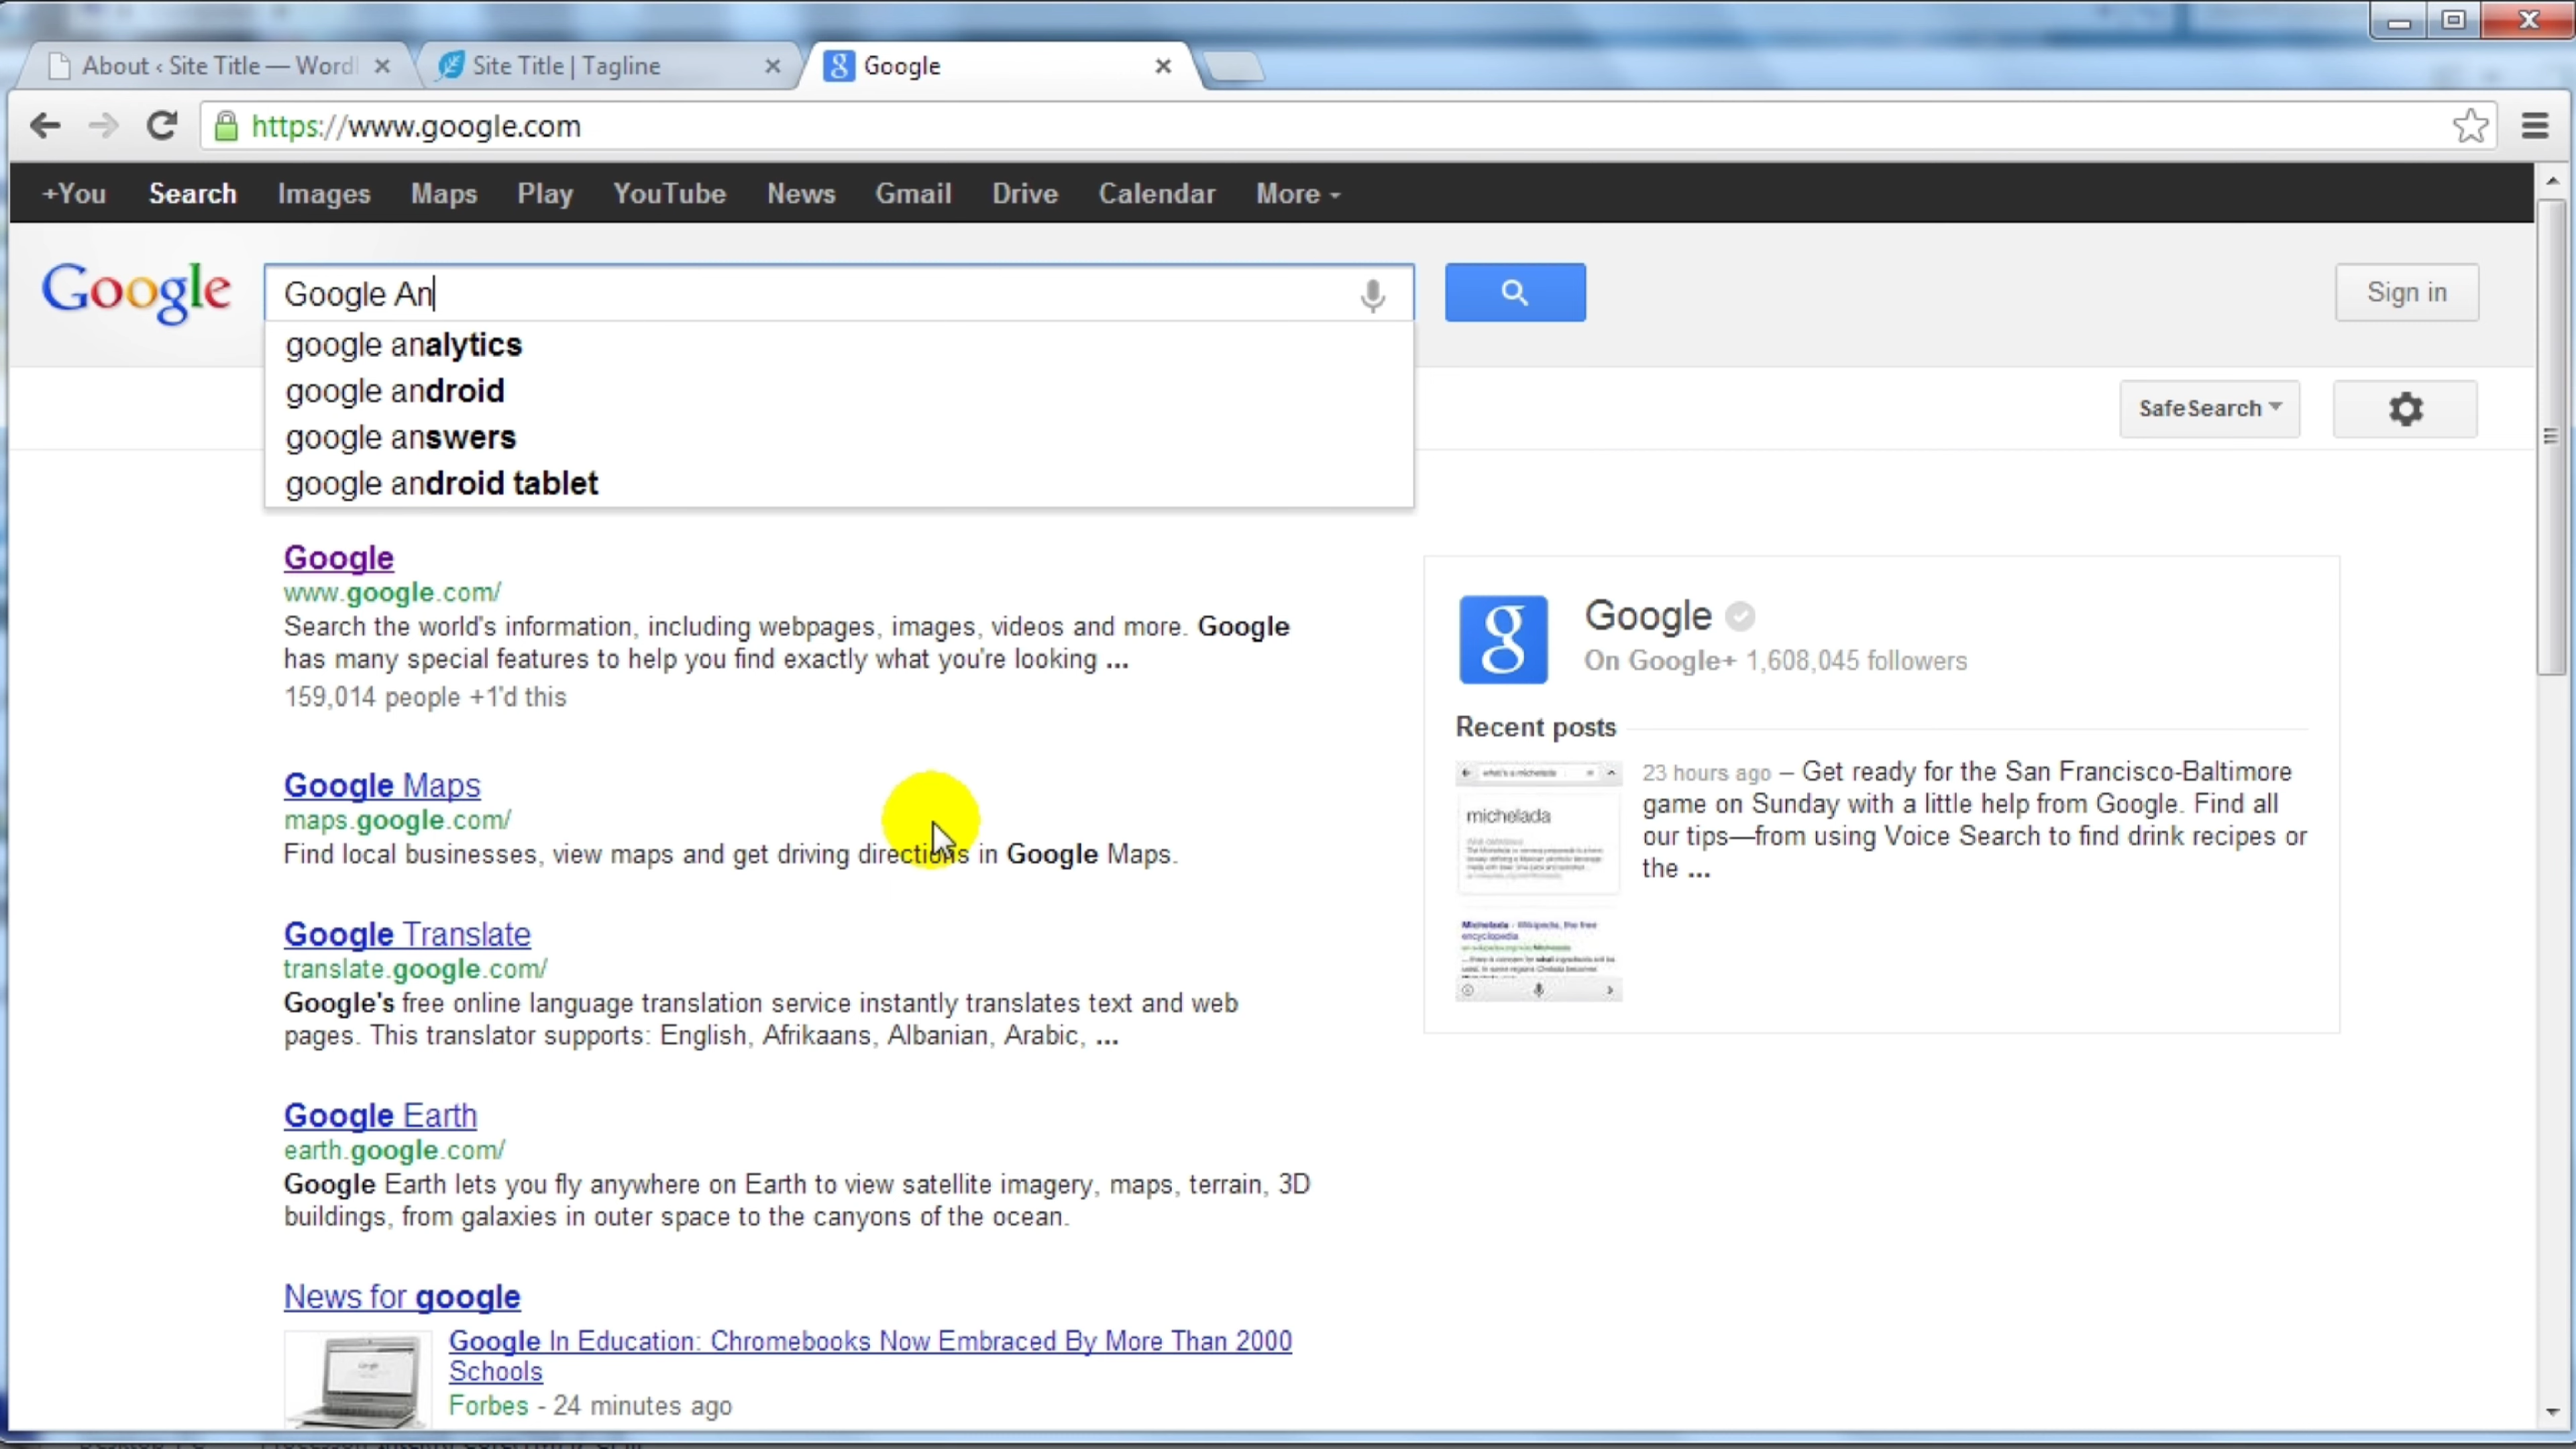 About ‹ Site Title — Word
Site Title | Tagline
Google
https://www.google.com
+You Search Images Maps Play YouTube News Gmail Drive Calendar More
Google
Google An
Sign in
google analytics
google android
google answers
google android tablet
SafeSearch
Google
www.google.com/
Search the world's information, including webpages, images, videos and more. Google
has many special features to help you find exactly what you're looking ...
159,014 people +1'd this
Google Maps
maps.google.com/
Find local businesses, view maps and get driving directions in Google Maps.
Google Translate
translate.google.com/
Google's free online language translation service instantly translates text and web
pages. This translator supports: English, Afrikaans, Albanian, Arabic, ...
Google Earth
earth.google.com/
Google Earth lets you fly anywhere on Earth to view satellite imagery, maps, terrain, 3D
buildings, from galaxies in outer space to the canyons of the ocean.
News for google
Google In Education: Chromebooks Now Embraced By More Than 2000
Schools
Forbes - 24 minutes ago
g
Google
On Google+ 1,608,045 followers
Recent posts
what's a michelada
michelada
Michelada - Wikipedia, the free
encyclopedia
23 hours ago – Get ready for the San Francisco-Baltimore
game on Sunday with a little help from Google. Find all
our tips—from using Voice Search to find drink recipes or
the ...